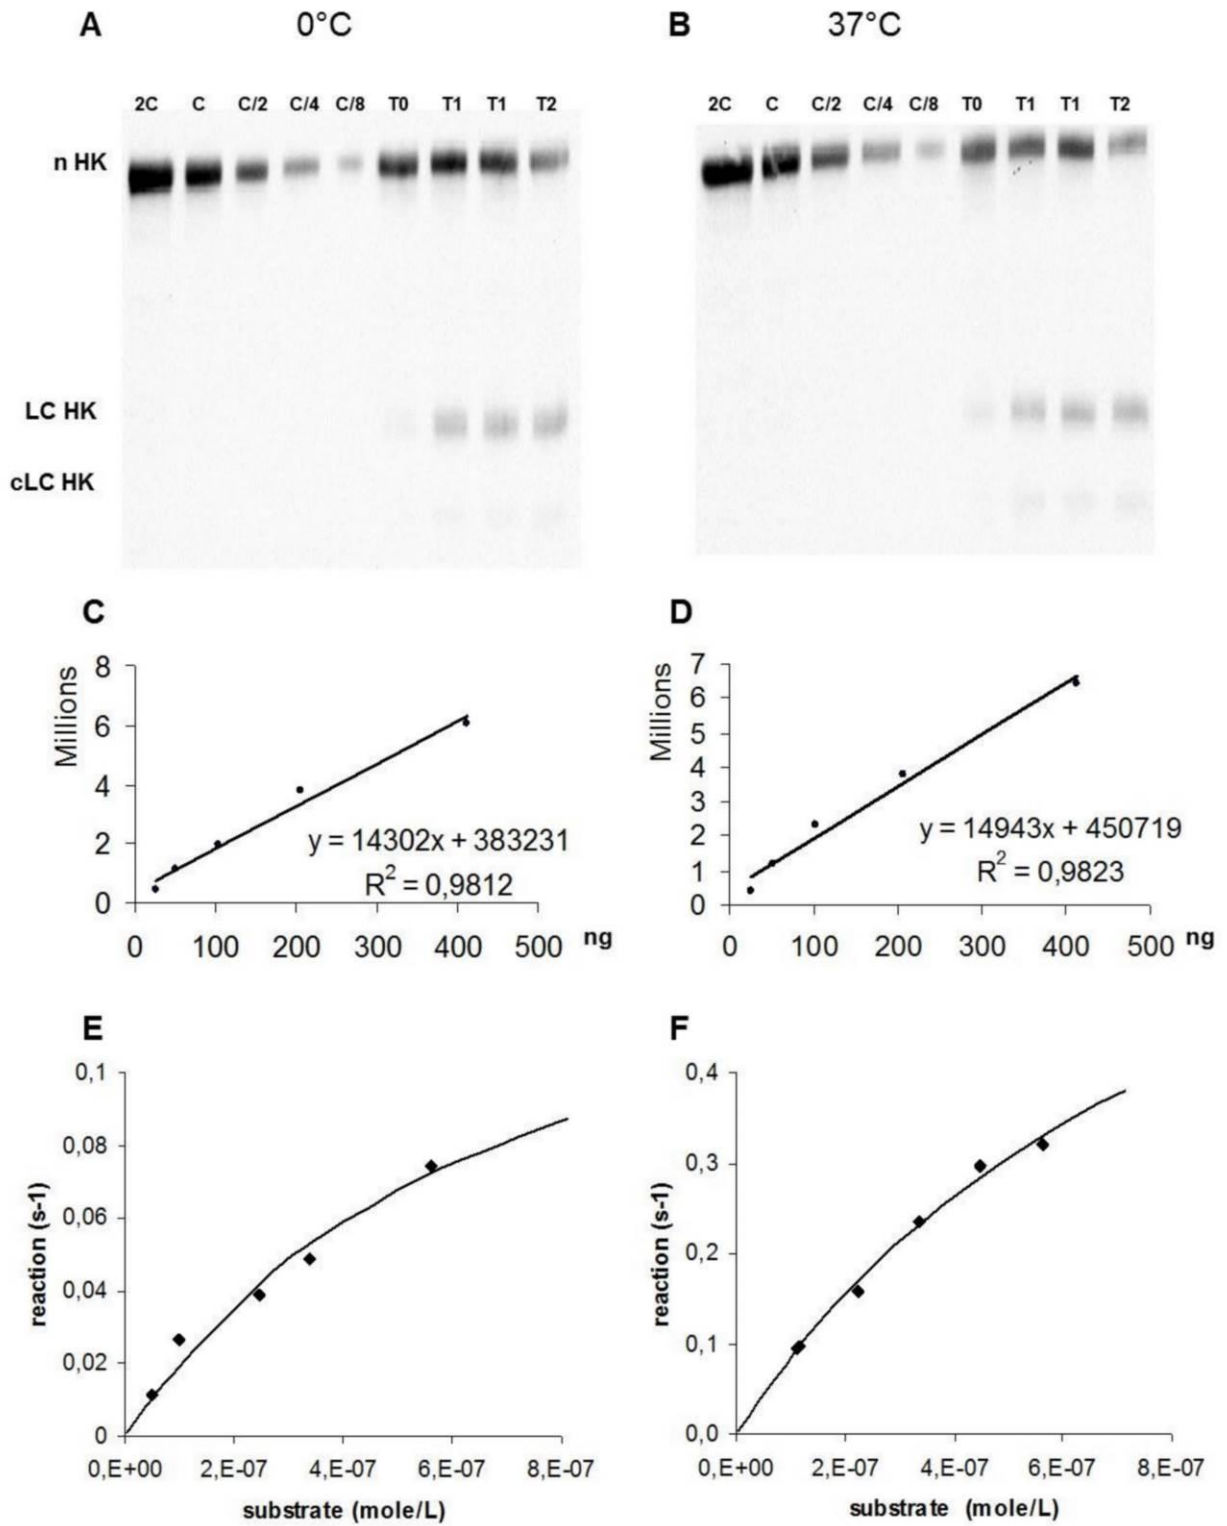 A 0°C B 37°C
2C C C/2 C/4 C/8 T0 T1 T1 T2 2C C C/2 C/4 C/8 T0 T1 T1 T2
n HK
LC HK
cLC HK
C
Millions
8
6
4
2
0
y = 14302x + 383231
R² = 0,9812
0 100 200 300 400 500 ng
D
Millions
7
6
5
4
3
2
1
0
y = 14943x + 450719
R² = 0,9823
0 100 200 300 400 500 ng
E
reaction (s-1)
0,1
0,08
0,06
0,04
0,02
0
0,E+00 2,E-07 4,E-07 6,E-07 8,E-07
substrate (mole/L)
F
reaction (s-1)
0,4
0,3
0,2
0,1
0,0
0,E+00 2,E-07 4,E-07 6,E-07 8,E-07
substrate (mole/L)